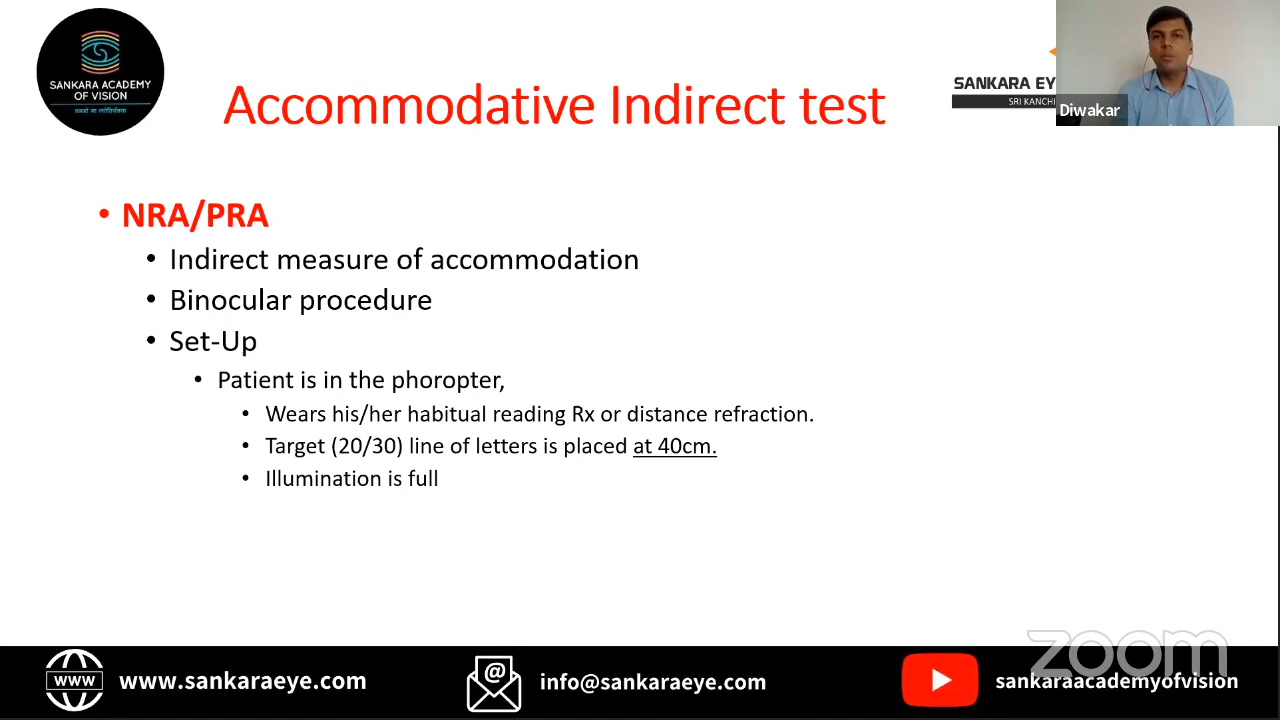 SANKARA ACADEMY
OF VISION
Accommodative Indirect test
SANKARA EY
SRI KANCHI
Diwakar
• NRA/PRA
• Indirect measure of accommodation
• Binocular procedure
• Set-Up
• Patient is in the phoropter,
• Wears his/her habitual reading Rx or distance refraction.
• Target (20/30) line of letters is placed at 40cm.
• Illumination is full
zoom
www
www.sankaraeye.com
@
info@sankaraeye.com
sankaraacademyofvision